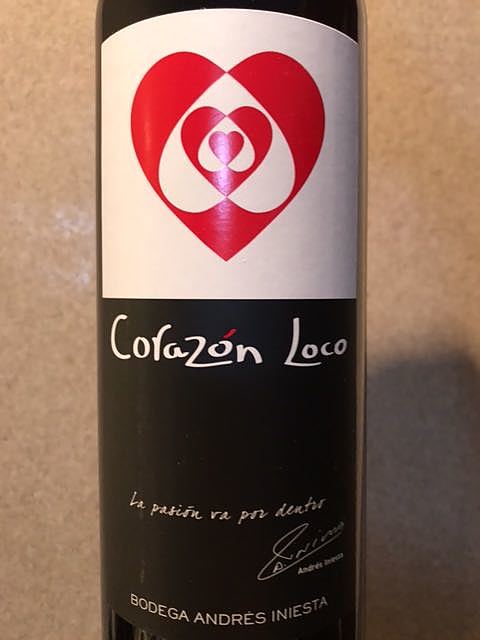 Corazón Loco
La pasión va por dentro
Andrés Iniesta
BODEGA ANDRÉS INIESTA